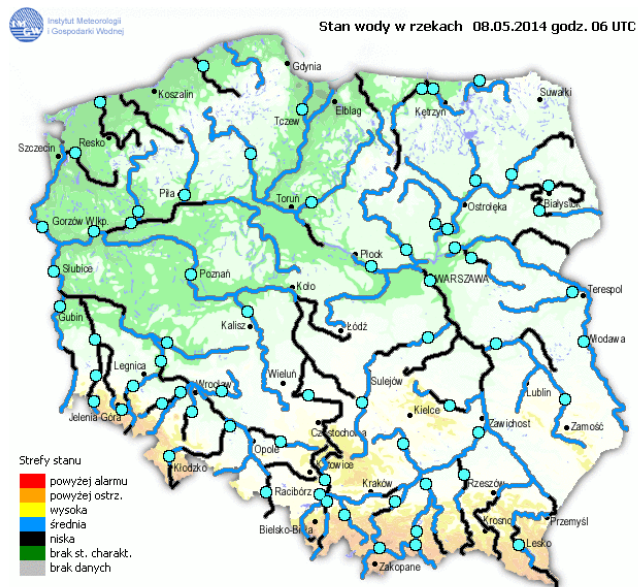 Instytut Meteorologii
i Gospodarki Wodnej
Stan wody w rzekach 08.05.2014 godz. 06 UTC
Gdynia
Koszalin
Suwałki
Elbląg
Kętrzyn
Tczew
Resko
Szczecin
Piła
Toruń
Ostrołęka
Białystok
Gorzów Wlkp.
Płock
Słubice
Poznań
WARSZAWA
Koło
Terespol
Gubin
Kalisz
Łódź
Włodawa
Legnica
Wieluń
Sulejów
Wrocław
Lublin
Jelenia-Góra
Kielce
Zawichost
Zamość
Częstochowa
Opole
Kłodzko
Katowice
Racibórz
Kraków
Rzeszów
Bielsko-Biała
Krosno
Przemyśl
Lesko
Zakopane
Strefy stanu
powyżej alarmu
powyżej ostrz.
wysoka
średnia
niska
brak st. charakt.
brak danych